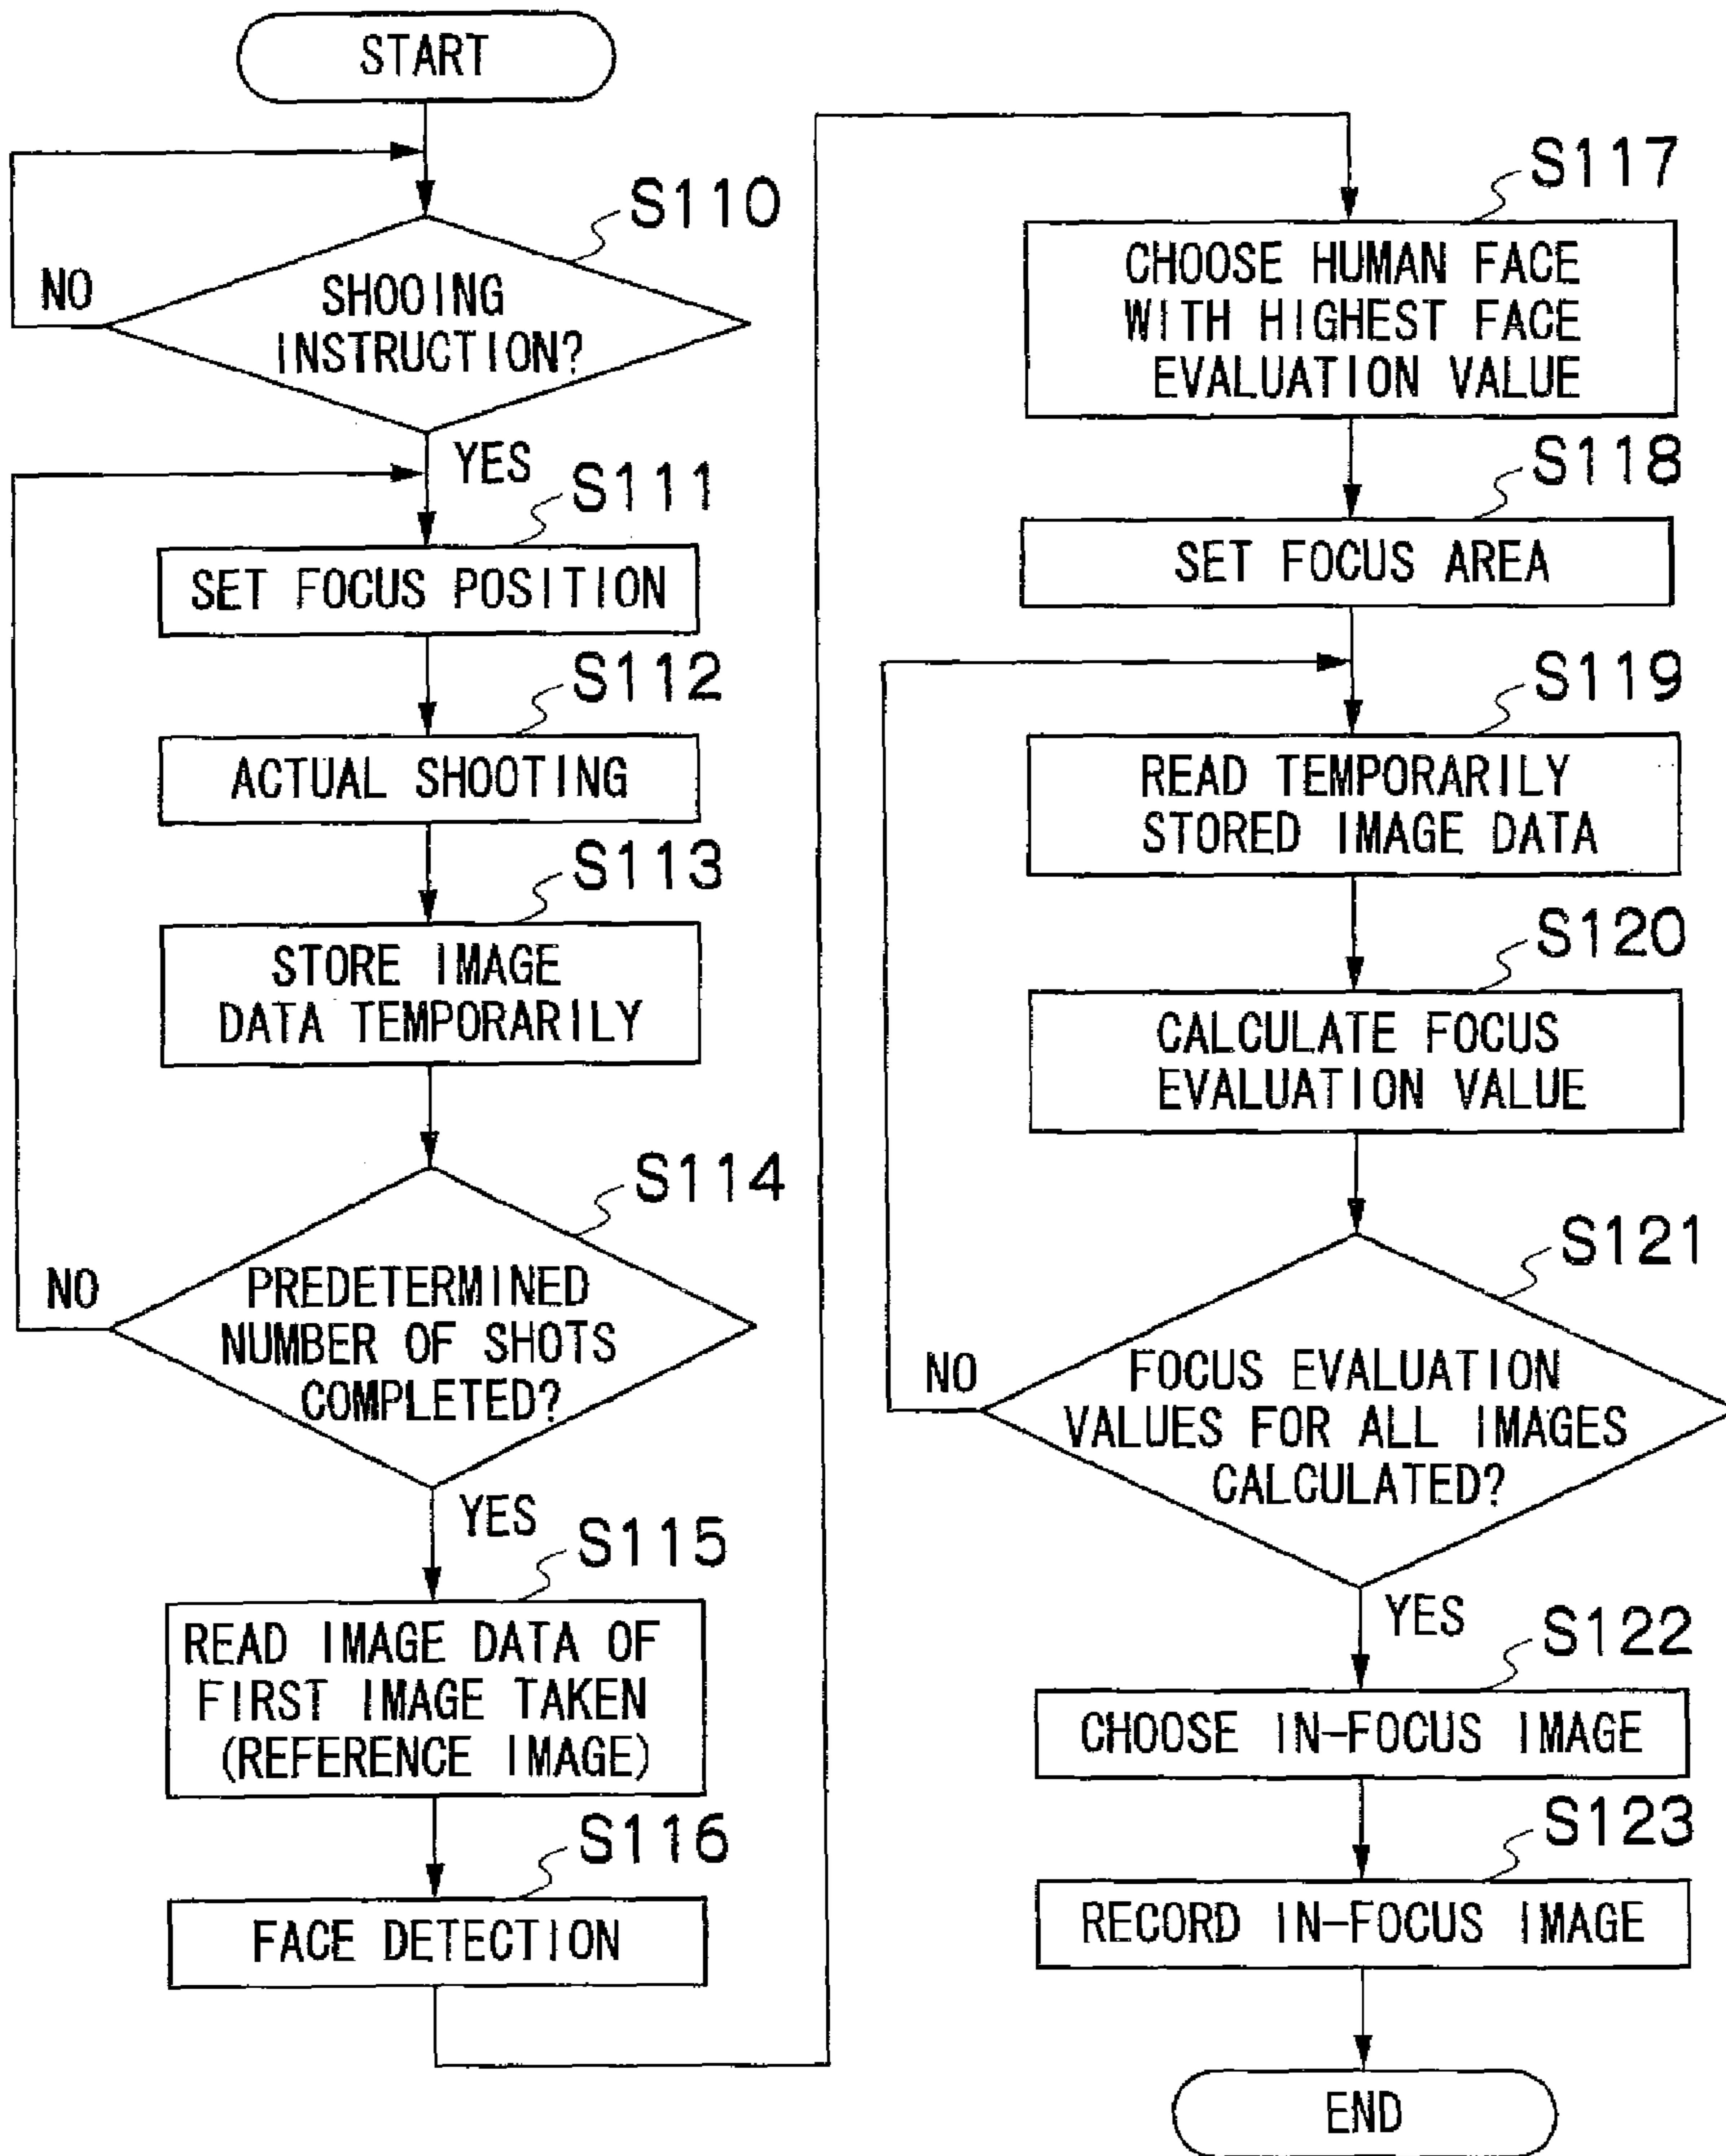 START
S110
NO
SHOOING
INSTRUCTION?
YES
S111
SET FOCUS POSITION
S112
ACTUAL SHOOTING
S113
STORE IMAGE
DATA TEMPORARILY
S114
NO
PREDETERMINED
NUMBER OF SHOTS
COMPLETED?
YES
S115
READ IMAGE DATA OF
FIRST IMAGE TAKEN
(REFERENCE IMAGE)
S116
FACE DETECTION
S117
CHOOSE HUMAN FACE
WITH HIGHEST FACE
EVALUATION VALUE
S118
SET FOCUS AREA
S119
READ TEMPORARILY
STORED IMAGE DATA
S120
CALCULATE FOCUS
EVALUATION VALUE
S121
NO
FOCUS EVALUATION
VALUES FOR ALL IMAGES
CALCULATED?
YES
S122
CHOOSE IN-FOCUS IMAGE
S123
RECORD IN-FOCUS IMAGE
END